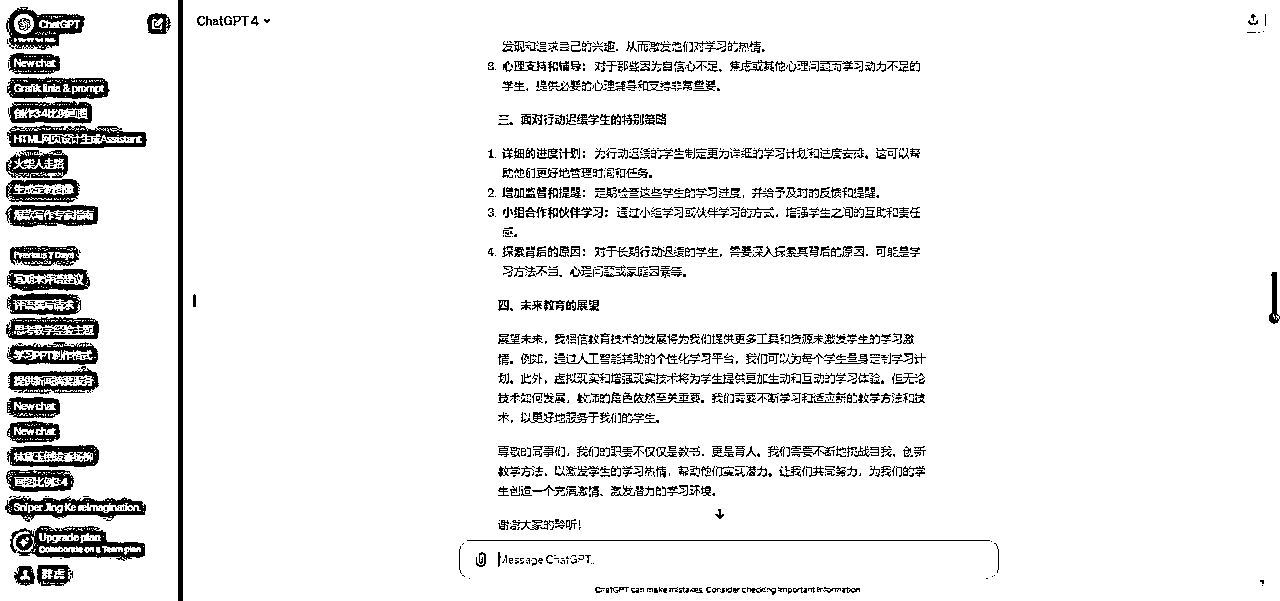 ChatGPT
New chat
Grafik linla & prompt
创作3:4比例画图
HTML网页设计生成Assistant
火柴人走路
生成定制图像
爆款写作专家指南
Previous 7 Days
互期末评语建议
评语撰写请求
思考教学经验主题
学习PPT制作格式
New chat
New chat
画图比例3:4
Sniper Jing Ke reimagination.
Upgrade plan
Collaborate on a Team plan
ChatGPT 4
发现和追求自己的兴趣，从而激发他们对学习的热情。
6. 心理支持和辅导：对于那些因为自信心不足、焦虑或其他心理问题而学习动力不足的
学生，提供必要的心理辅导和支持非常重要。
三、面对行动迟缓学生的特别策略
1. 详细的进度计划：为行动迟缓的学生制定更为详细的学习计划和进度安排。这可以帮
助他们更好地管理时间和任务。
2. 增加监督和提醒：定期检查这些学生的学习进度，并给予及时的反馈和提醒。
3. 小组合作和伙伴学习：通过小组学习或伙伴学习的方式，增强学生之间的互助和责任
感。
4. 探索背后的原因：对于长期行动迟缓的学生，需要深入探索其背后的原因，可能是学
习方法不当、心理问题或家庭因素等。
四、未来教育的展望
展望未来，我相信教育技术的发展将为我们提供更多工具和资源来激发学生的学习激
情。例如，通过人工智能辅助的个性化学习平台，我们可以为每个学生量身定制学习计
划。此外，虚拟现实和增强现实技术将为学生提供更加生动和互动的学习体验。但无论
技术如何发展，教师的角色依然至关重要。我们需要不断学习和适应新的教学方法和技
术，以更好地服务于我们的学生。
尊敬的同事们，我们的职责不仅仅是教书，更是育人。我们需要不断地挑战自我、创新
教学方法，以激发学生的学习热情，帮助他们实现潜力。让我们共同努力，为我们的学
生创造一个充满激情、激发潜力的学习环境。
谢谢大家的聆听！
Message ChatGPT...
ChatGPT can make mistakes. Consider checking important information.
?